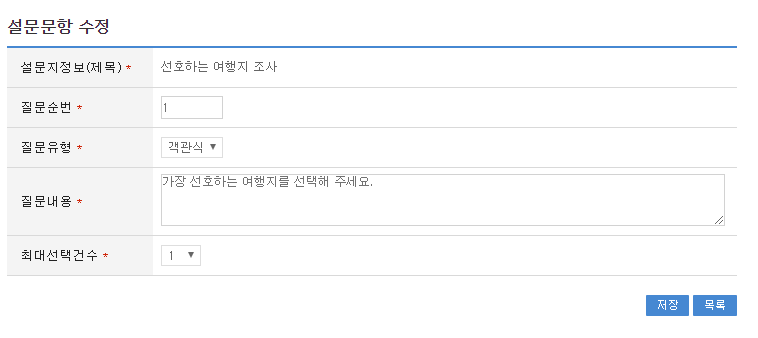 설문문항 수정
설문지정보(제목) * 선호하는 여행지 조사
질문순번 * 1
질문유형 * 객관식 ▼
질문내용 * 가장 선호하는 여행지를 선택해 주세요.
최대선택건수 * 1 ▼
저장 목록